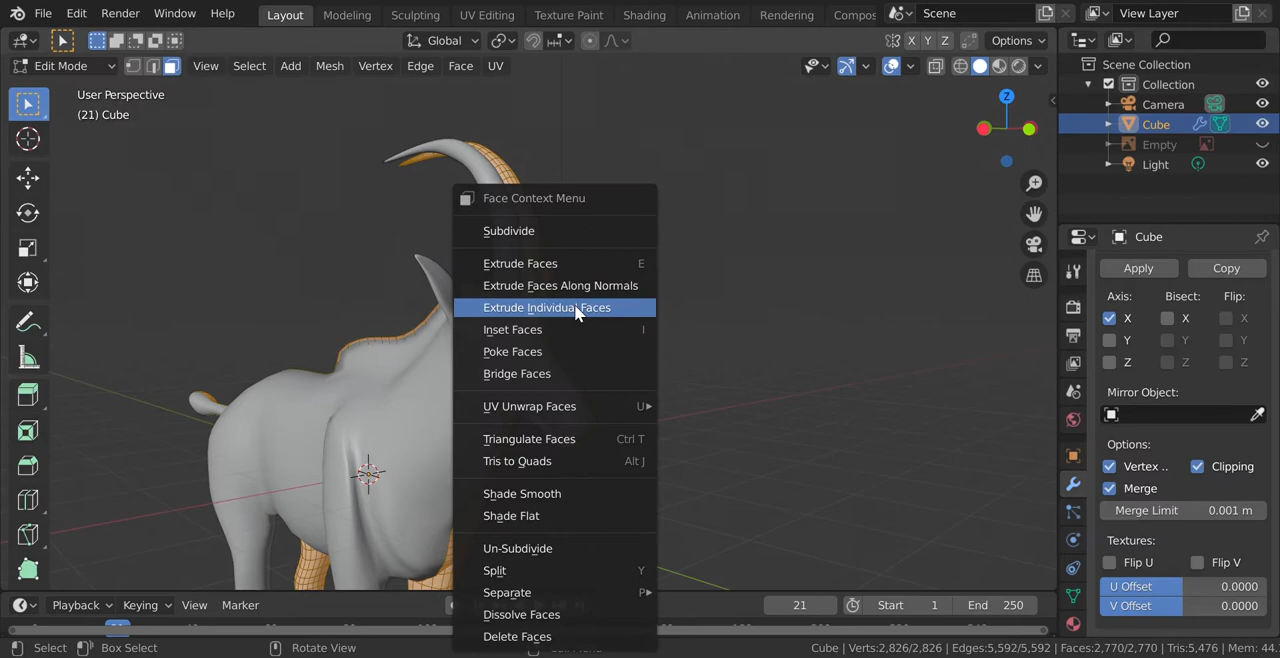 File Edit Render Window Help Layout Modeling Sculpting UV Editing Texture Paint Shading Animation Rendering Compos Scene View Layer
Global X Y Z Options
Edit Mode View Select Add Mesh Vertex Edge Face UV
User Perspective
(21) Cube
Z
Scene Collection
Collection
Camera
Cube
Empty
Light
Face Context Menu
Subdivide
Extrude Faces E
Extrude Faces Along Normals
Extrude Individual Faces
Inset Faces I
Poke Faces
Bridge Faces
UV Unwrap Faces U
Triangulate Faces Ctrl T
Tris to Quads Alt J
Shade Smooth
Shade Flat
Un-Subdivide
Split Y
Separate P
Dissolve Faces
Delete Faces
Cube
Apply Copy
Axis: Bisect: Flip:
X X X
Y Y Y
Z Z Z
Mirror Object:
Options:
Vertex .. Clipping
Merge
Merge Limit 0.001 m
Textures:
Flip U Flip V
U Offset 0.0000
V Offset 0.0000
Playback Keying View Marker 21 Start 1 End 250
Select Box Select Rotate View Cube | Verts:2,826/2,826 | Edges:5,592/5,592 | Faces:2,770/2,770 | Tris:5,476 | Mem: 44.